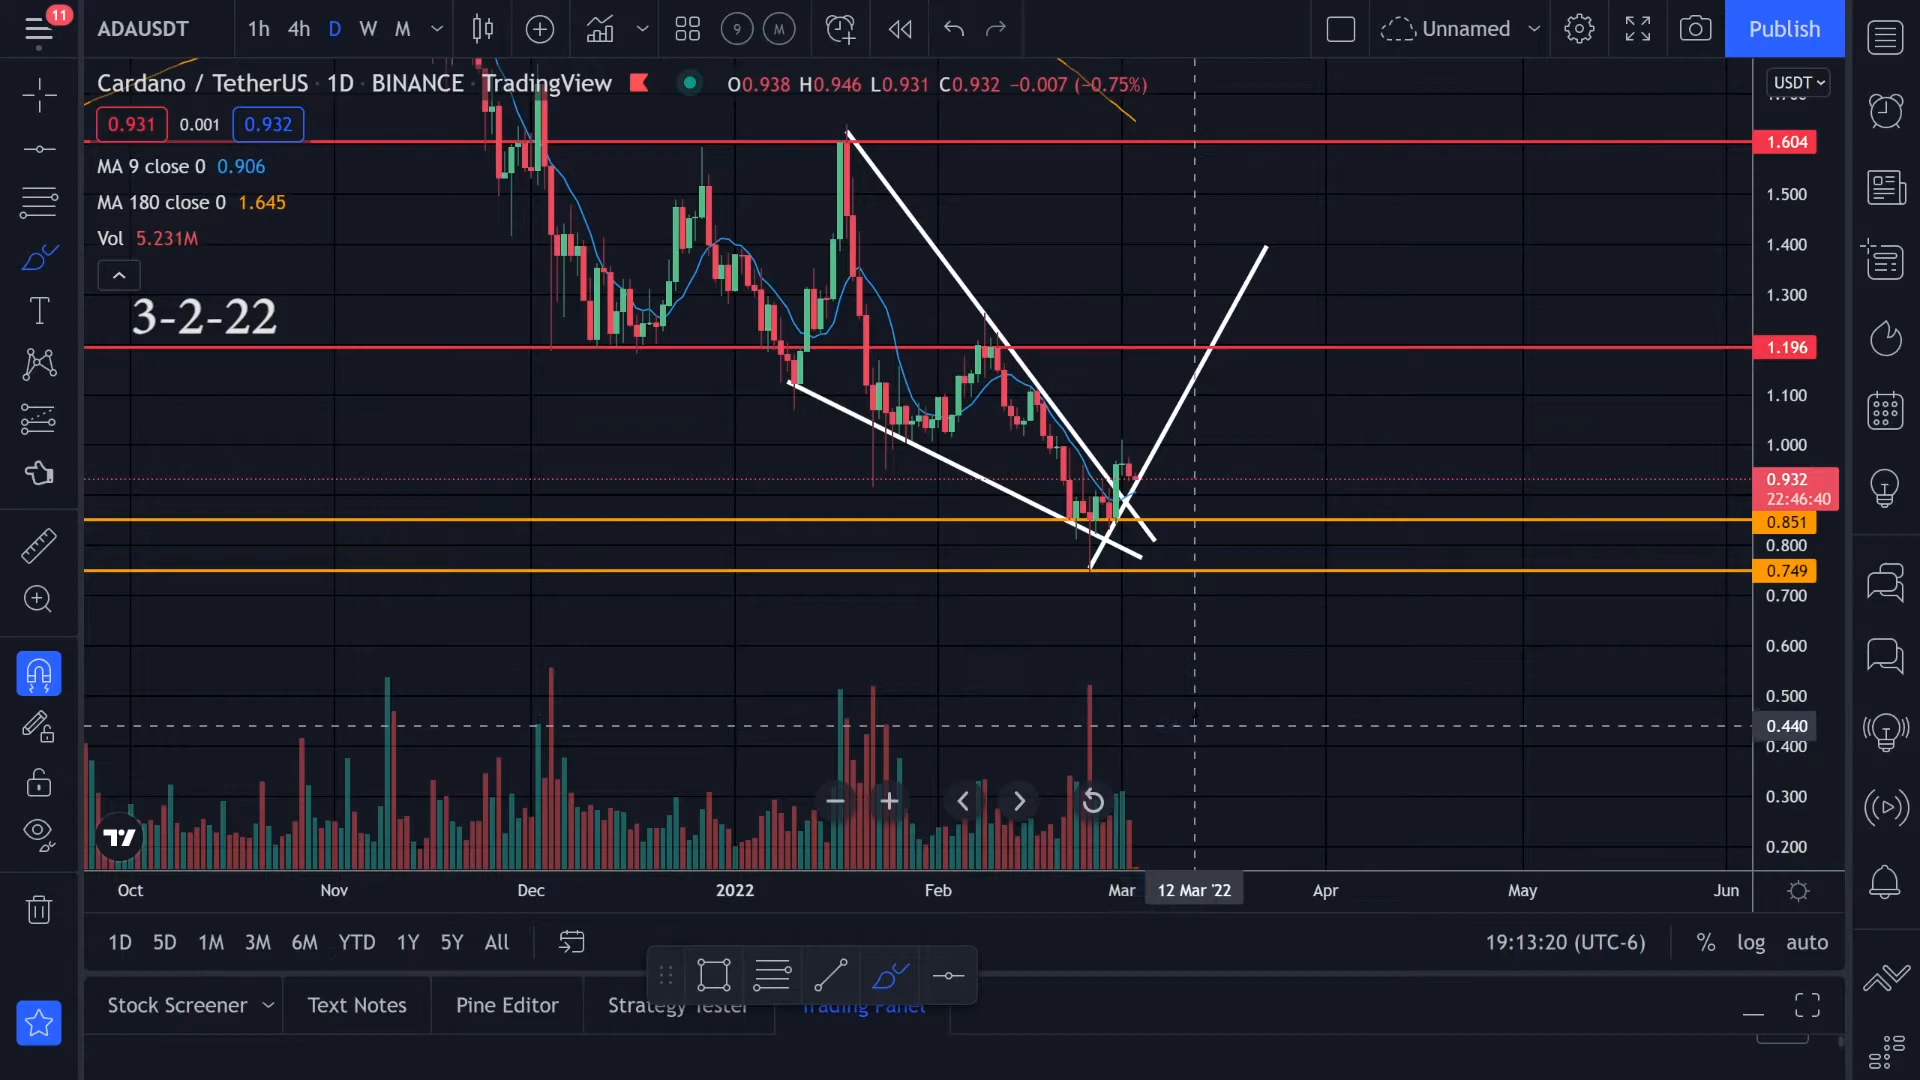 11
ADAUSDT 1h 4h D W M 9 M Unnamed Publish
Cardano / TetherUS · 1D · BINANCE · TradingView O0.938 H0.946 L0.931 C0.932 −0.007 (−0.75%)
USDT
0.931 0.001 0.932
1.604
MA 9 close 0 0.906
1.500
MA 180 close 0 1.645
Vol 5.231M
1.400
3-2-22
1.300
1.196
1.100
1.000
0.932
22:46:40
0.851
0.800
0.749
0.700
0.600
0.500
0.440
0.400
0.300
0.200
Oct Nov Dec 2022 Feb Mar 12 Mar '22 Apr May Jun
1D 5D 1M 3M 6M YTD 1Y 5Y All 19:13:20 (UTC-6) % log auto
Stock Screener Text Notes Pine Editor Strategy Tester Trading Panel